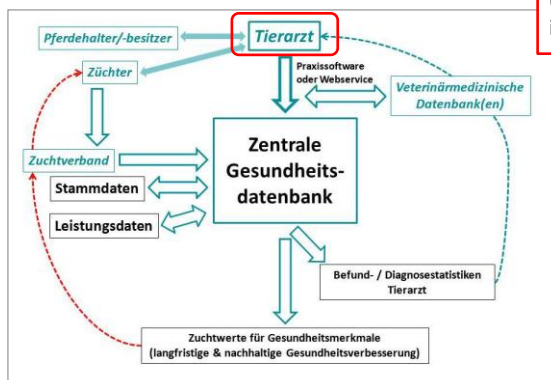 Pferdehalter/-besitzer
Tierarzt
Züchter
Praxissoftware
oder Webservice
Veterinärmedizinische
Datenbank(en)
Zentrale
Gesundheits-
datenbank
Zuchtverband
Stammdaten
Leistungsdaten
Befund- / Diagnosestatistiken
Tierarzt
Zuchtwerte für Gesundheitsmerkmale
(langfristige & nachhaltige Gesundheitsverbesserung)